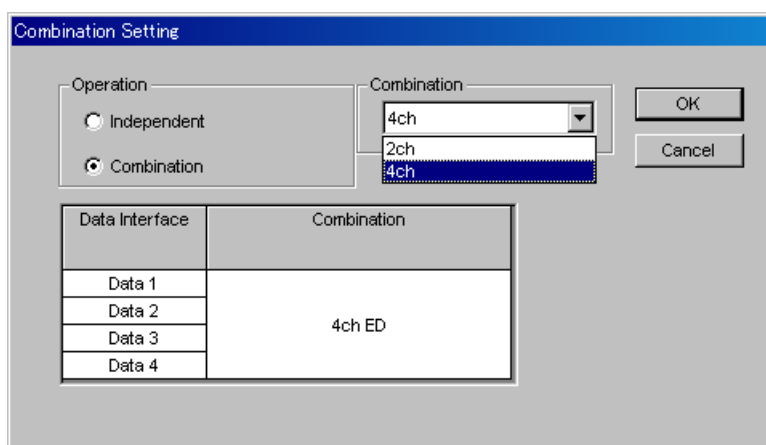 Combination Setting
Operation
Independent
Combination
Combination
4ch
2ch
4ch
OK
Cancel
Data Interface
Combination
Data 1
Data 2
Data 3
Data 4
4ch ED